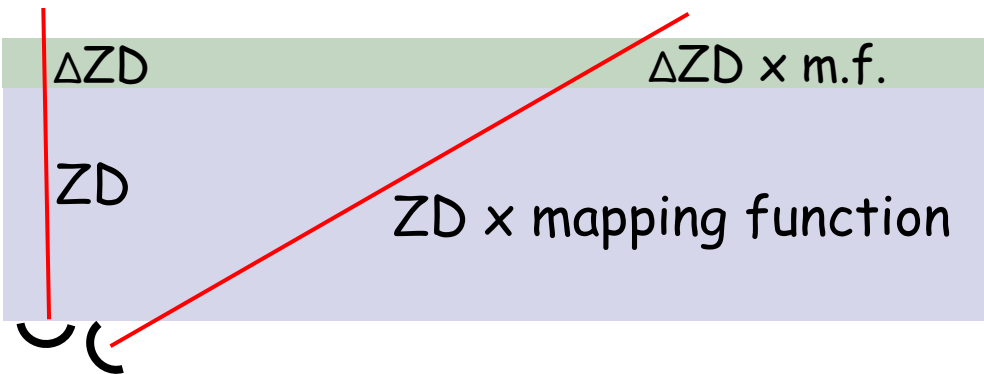 ΔZD
ΔZD x m.f.
ZD
ZD x mapping function